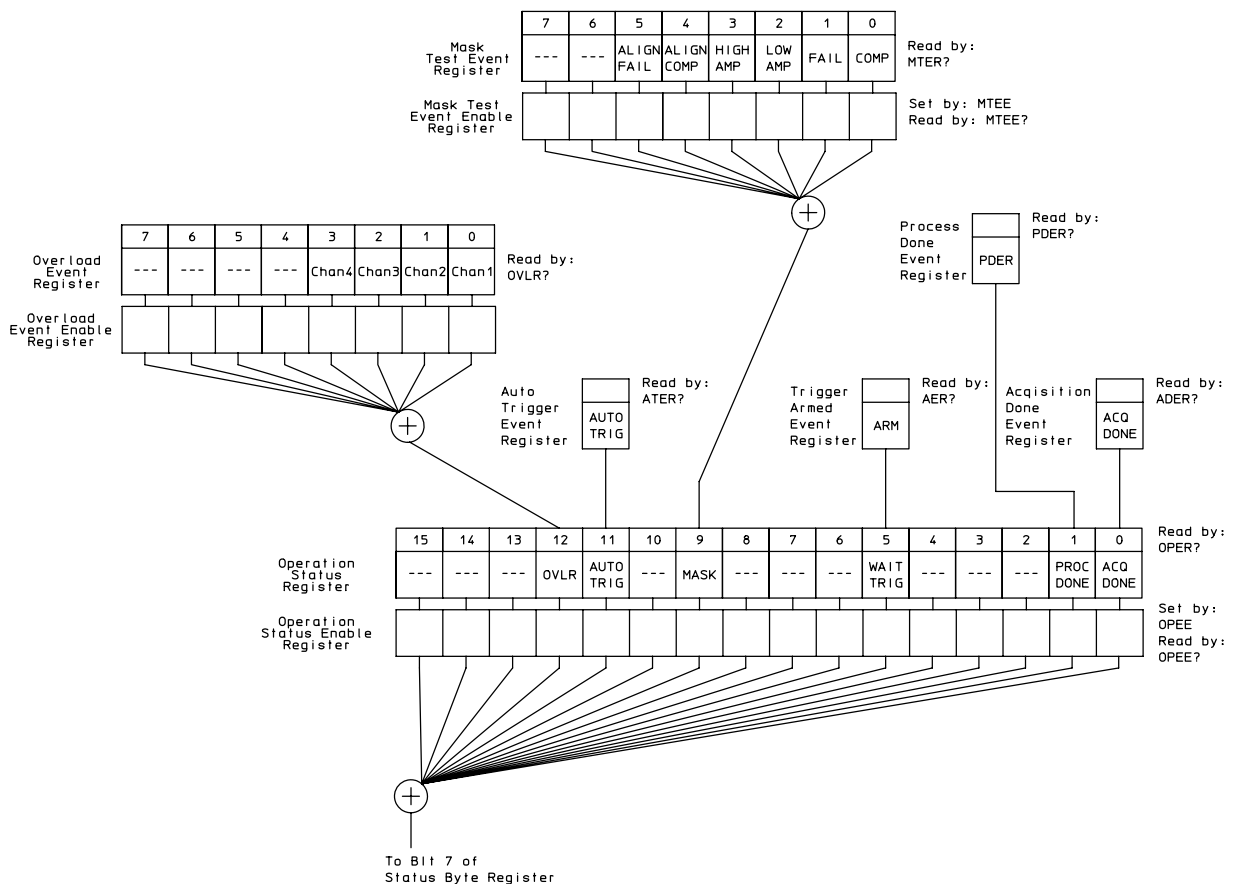 7 6 5 4 3 2 1 0
Mask
Test Event
Register
--- --- ALIGN FAIL ALIGN COMP HIGH AMP LOW AMP FAIL COMP
Read by:
MTER?
Mask Test
Event Enable
Register
Set by: MTEE
Read by: MTEE?
7 6 5 4 3 2 1 0
Overload
Event
Register
--- --- --- --- Chan4 Chan3 Chan2 Chan1
Read by:
OVLR?
Overload
Event Enable
Register
Process
Done
Event
Register
PDER
Read by:
PDER?
Auto
Trigger
Event
Register
AUTO
TRIG
Read by:
ATER?
Trigger
Armed
Event
Register
ARM
Read by:
AER?
Acqisition
Done
Event
Register
ACQ
DONE
Read by:
ADER?
15 14 13 12 11 10 9 8 7 6 5 4 3 2 1 0
Operation
Status
Register
--- --- --- OVLR AUTO TRIG --- MASK --- --- --- WAIT TRIG --- --- --- PROC DONE ACQ DONE
Read by:
OPER?
Operation
Status Enable
Register
Set by:
OPEE
Read by:
OPEE?
To BIt 7 of
Status Byte Register